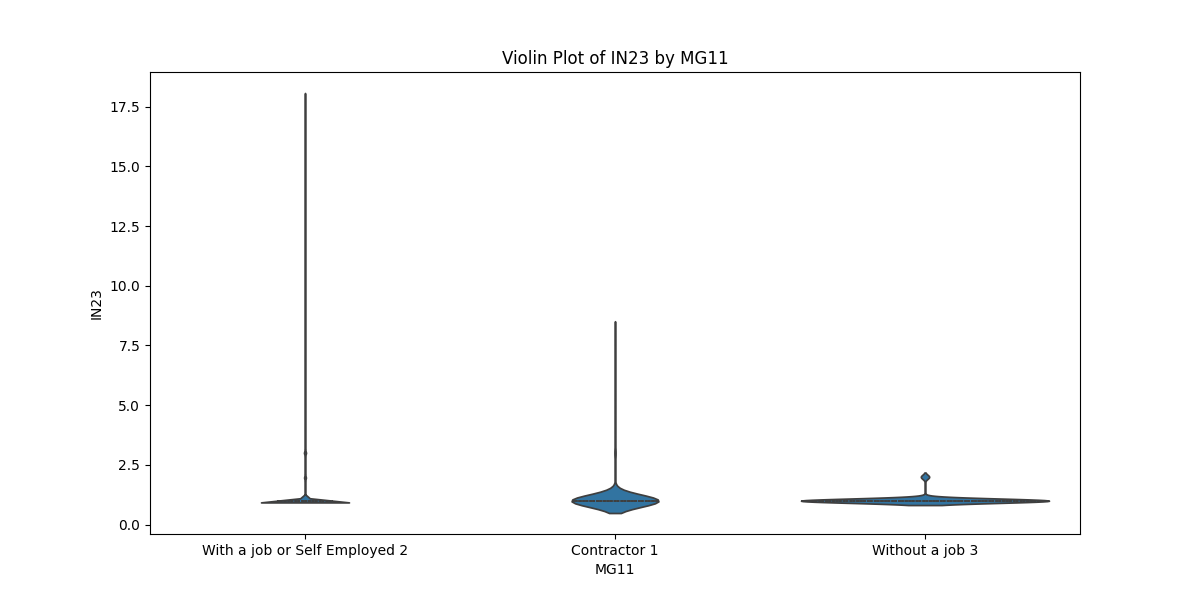 Violin Plot of IN23 by MG11
17.5
15.0
12.5
10.0
7.5
5.0
2.5
0.0
IN23
With a job or Self Employed 2
Contractor 1
Without a job 3
MG11